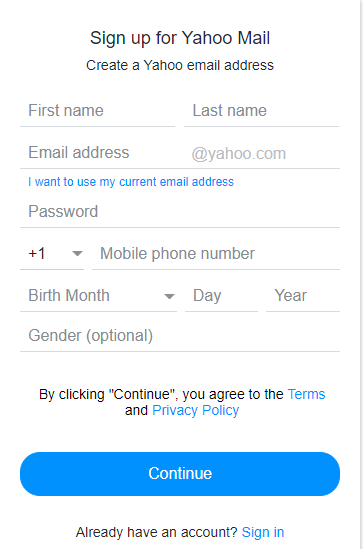 Sign up for Yahoo Mail
Create a Yahoo email address
First name Last name
Email address @yahoo.com
I want to use my current email address
Password
+1 Mobile phone number
Birth Month Day Year
Gender (optional)
By clicking "Continue", you agree to the Terms
and Privacy Policy
Continue
Already have an account? Sign in